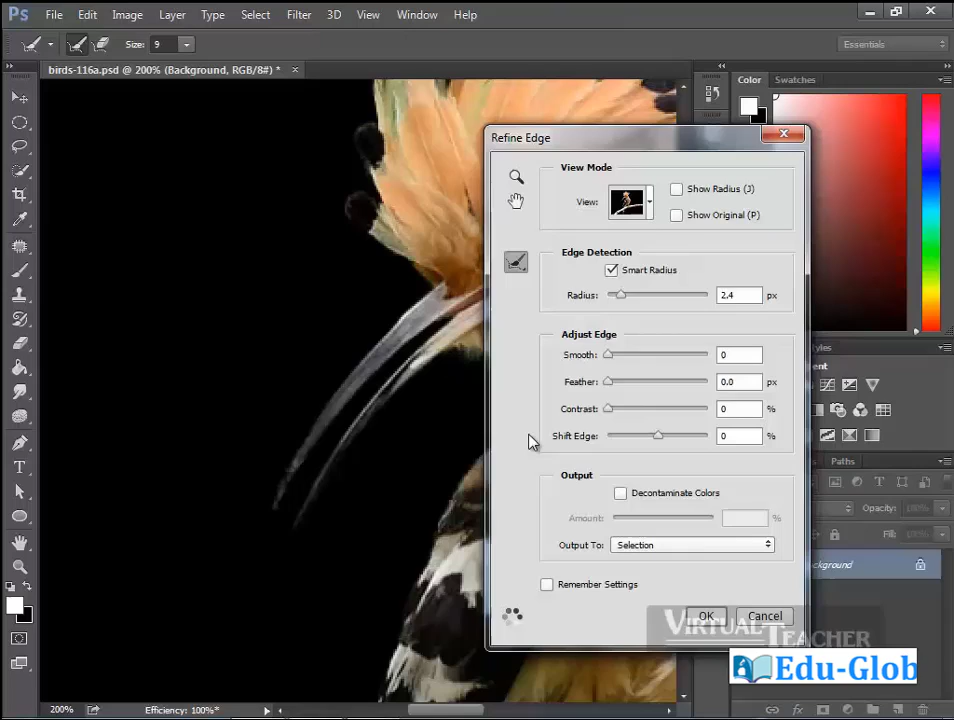 Ps File Edit Image Layer Type Select Filter 3D View Window Help
Size: 9 Essentials
birds-116a.psd @ 200% (Background, RGB/8#) * ×
Color Swatches
Refine Edge
View Mode
View:
Show Radius (J)
Show Original (P)
Edge Detection
Smart Radius
Radius: 2.4 px
Adjust Edge
Smooth: 0
Feather: 0.0 px
Contrast: 0 %
Shift Edge: 0 %
Output
Decontaminate Colors
Amount: %
Output To: Selection
Remember Settings
OK Cancel
Paths
Opacity: 100%
Fill: 100%
VIRTUALTEACHER
Edu-Glob
200% Efficiency: 100%*
fx